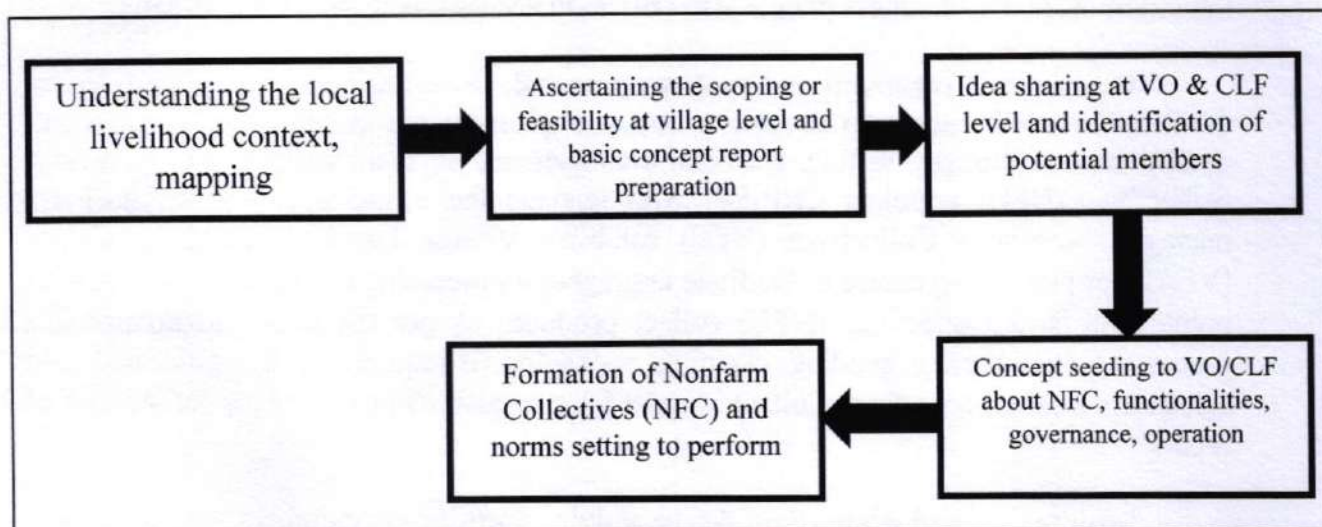 Understanding the local
livelihood context,
mapping
Ascertaining the scoping or
feasibility at village level and
basic concept report
preparation
Idea sharing at VO & CLF
level and identification of
potential members
Concept seeding to VO/CLF
about NFC, functionalities,
governance, operation
Formation of Nonfarm
Collectives (NFC) and
norms setting to perform